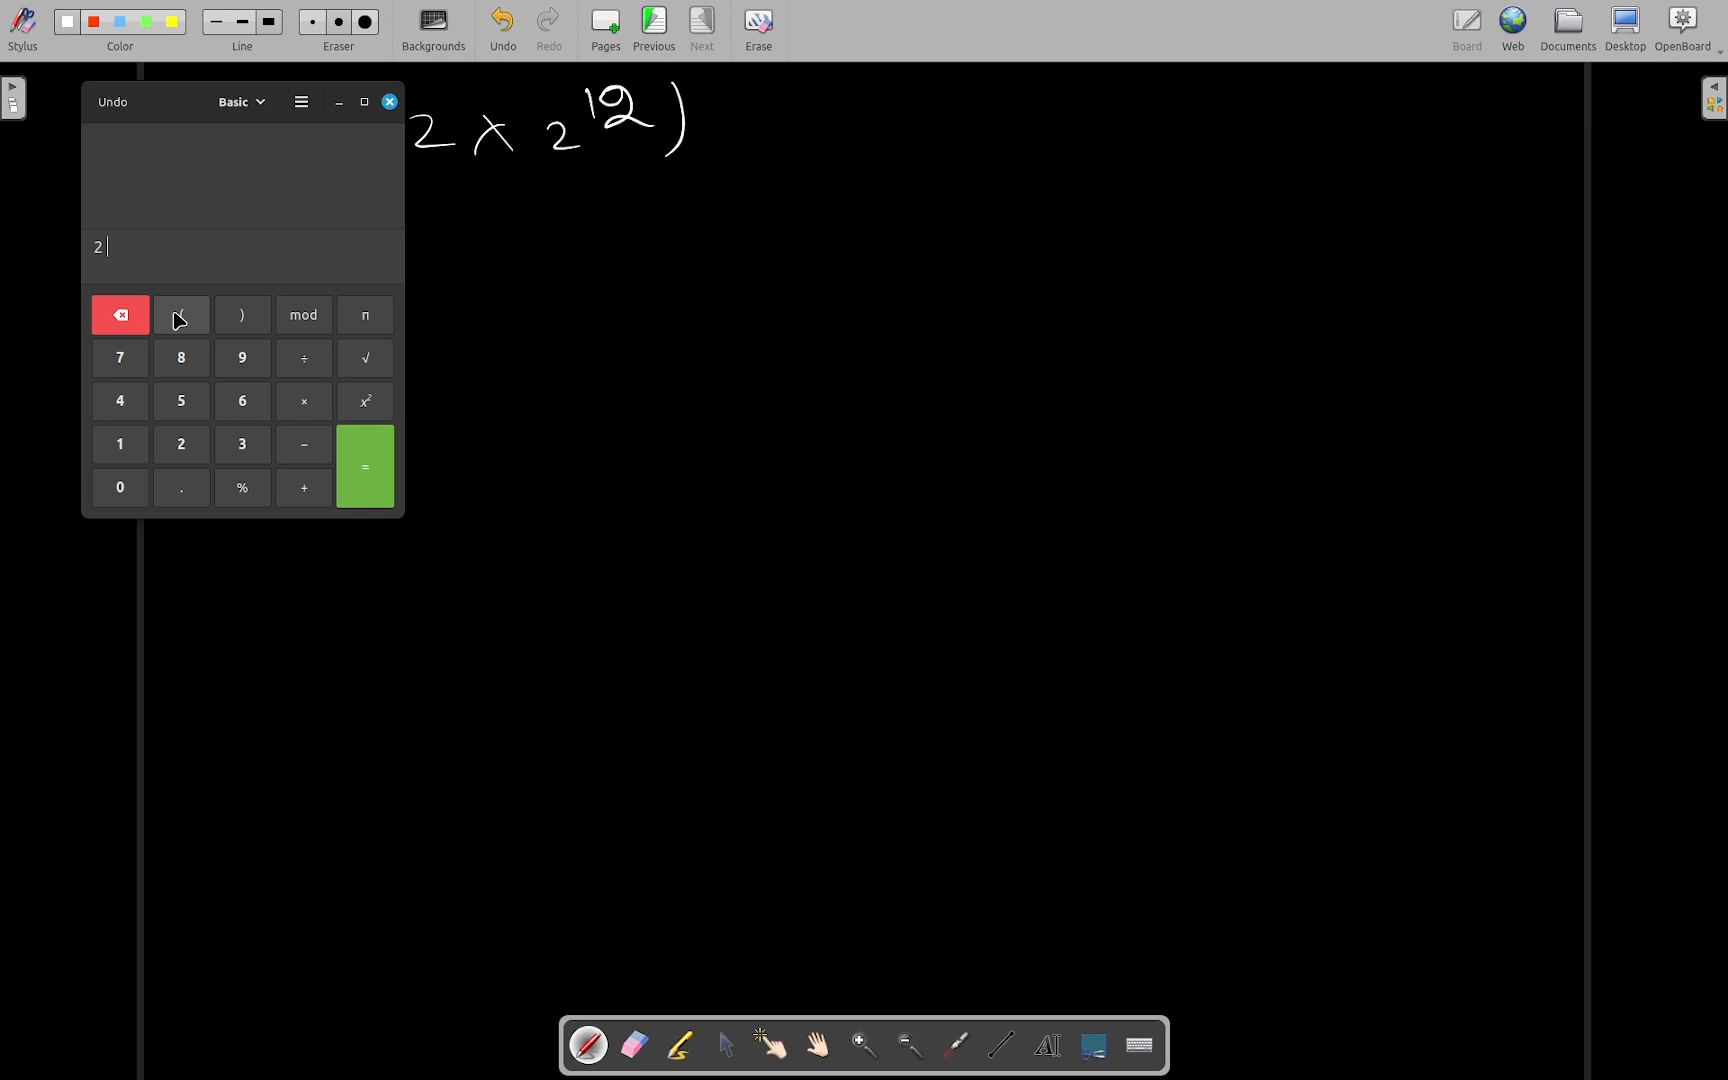 Stylus Color Line Eraser Backgrounds Undo Redo Pages Previous Next Erase Board Web Documents Desktop OpenBoard
Undo Basic
2 x 2^12)
2
( ) mod π
7 8 9 ÷ √
4 5 6 × x²
1 2 3 − =
0 . % +
AI